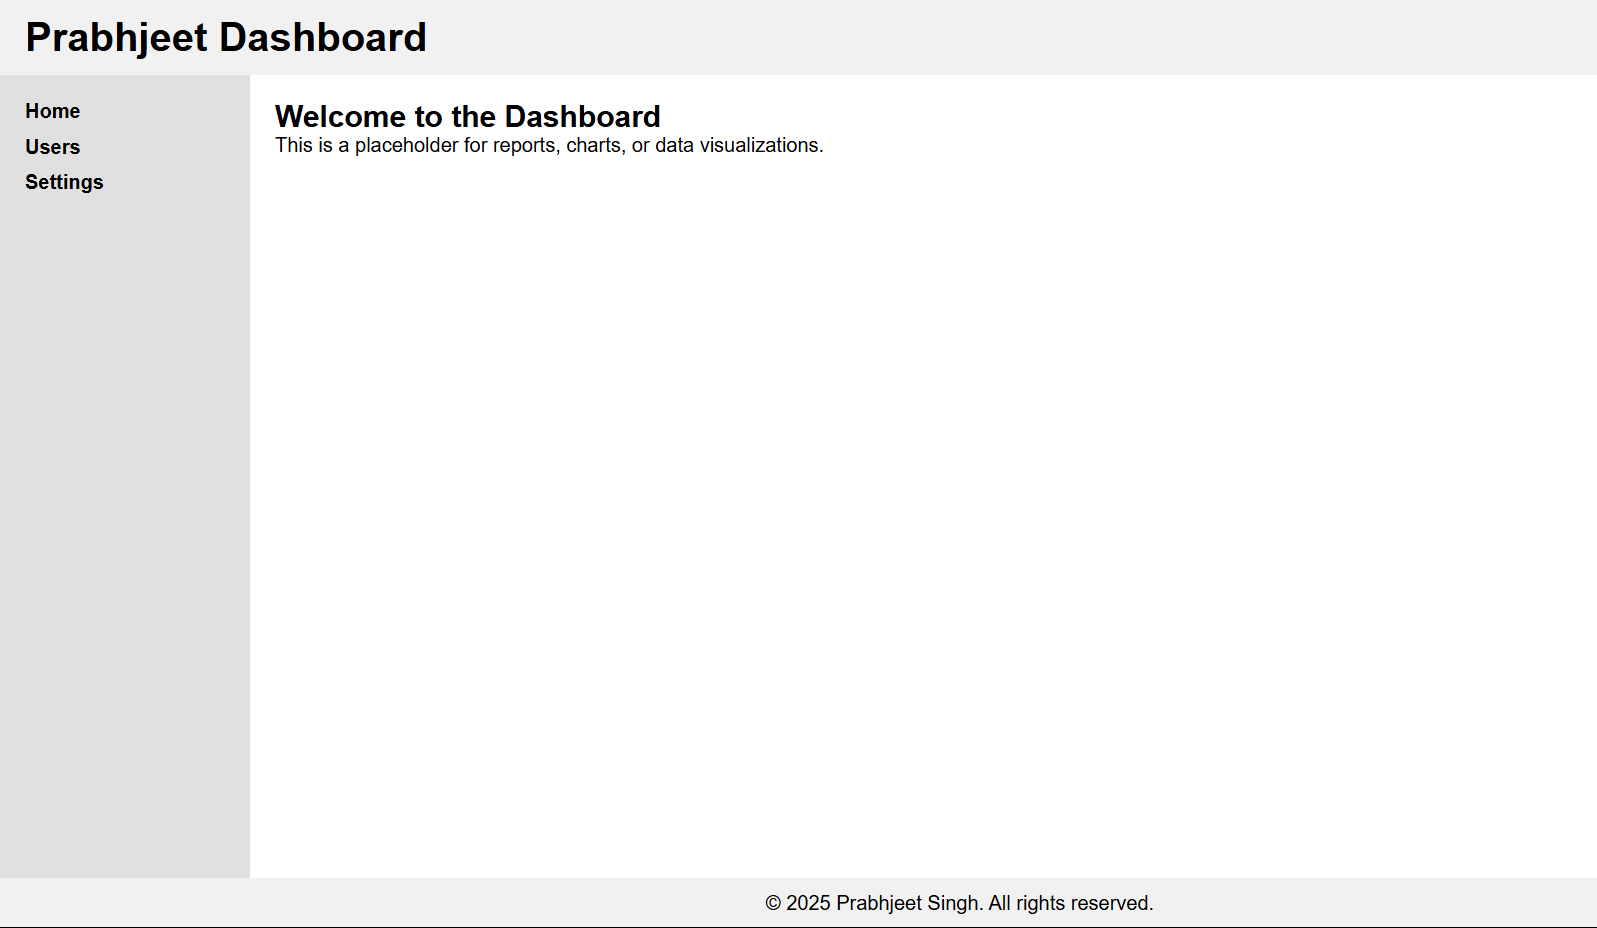 Prabhjeet Dashboard
Home
Users
Settings
Welcome to the Dashboard
This is a placeholder for reports, charts, or data visualizations.
© 2025 Prabhjeet Singh. All rights reserved.